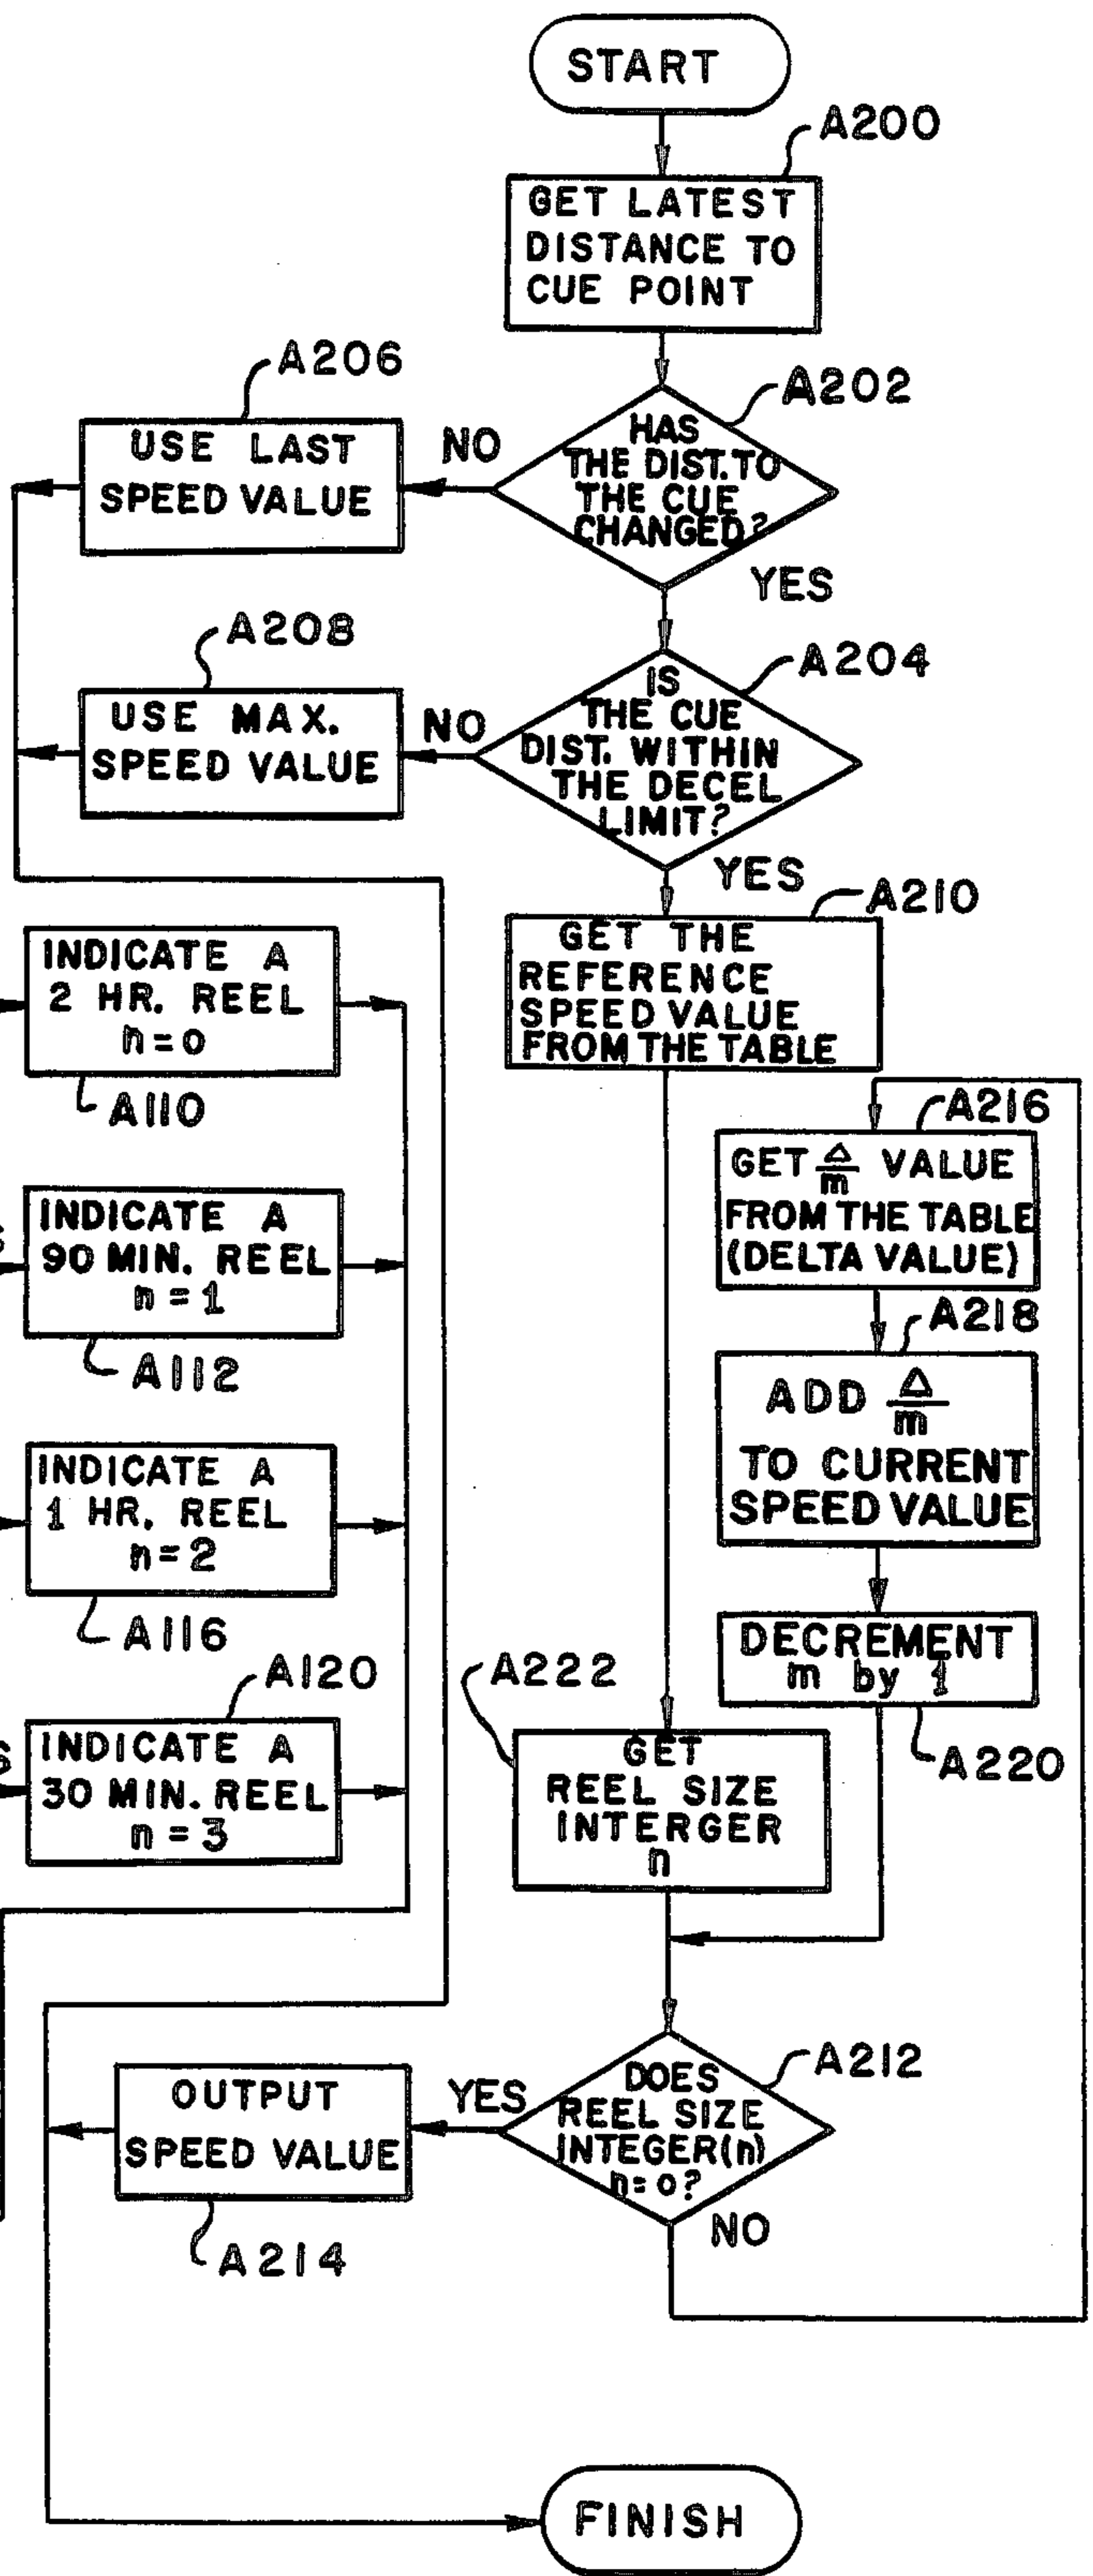 START
A200
GET LATEST
DISTANCE TO
CUE POINT
A206
A202
USE LAST
SPEED VALUE
NO
HAS
THE DIST. TO
THE CUE
CHANGED?
YES
A208
A204
USE MAX.
SPEED VALUE
NO
IS
THE CUE
DIST. WITHIN
THE DECEL
LIMIT?
YES
A210
GET THE
REFERENCE
SPEED VALUE
FROM THE TABLE
INDICATE A
2 HR. REEL
n=0
A110
S
INDICATE A
90 MIN. REEL
n=1
A112
INDICATE A
1 HR. REEL
n=2
A116
A120
S
INDICATE A
30 MIN. REEL
n=3
A216
GET Δ/m VALUE
FROM THE TABLE
(DELTA VALUE)
A218
ADD Δ/m
TO CURRENT
SPEED VALUE
DECREMENT
m by 1
A220
A222
GET
REEL SIZE
INTERGER
n
A212
DOES
REEL SIZE
INTEGER(n)
n=0?
YES
NO
OUTPUT
SPEED VALUE
A214
FINISH